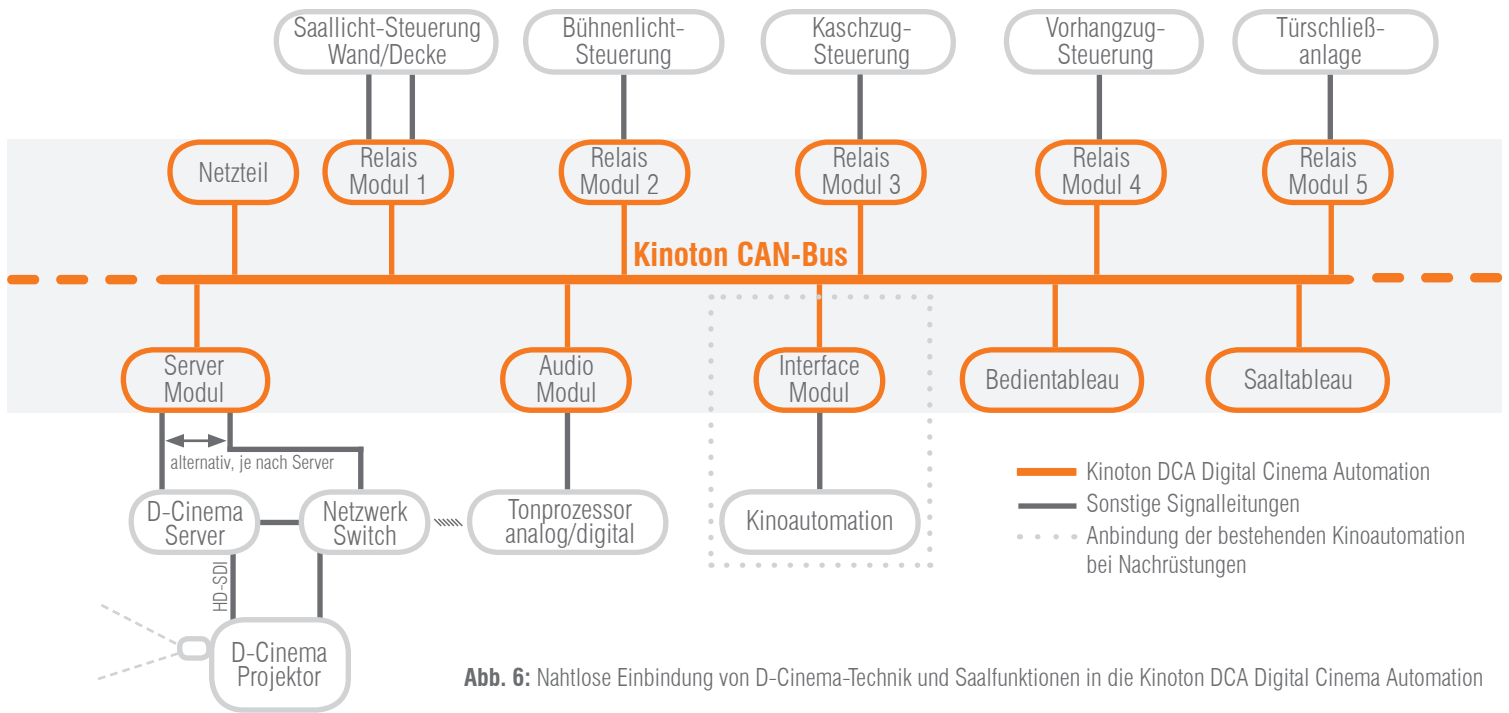 Saallicht-Steuerung
Wand/Decke
Bühnenlicht-
Steuerung
Kaschzug-
Steuerung
Vorhangzug-
Steuerung
Türschließ-
anlage
Netzteil
Relais
Modul 1
Relais
Modul 2
Relais
Modul 3
Relais
Modul 4
Relais
Modul 5
Kinoton CAN-Bus
Server
Modul
Audio
Modul
Interface
Modul
Bedientableau
Saaltableau
alternativ, je nach Server
D-Cinema
Server
Netzwerk
Switch
Tonprozessor
analog/digital
Kinoautomation
HD-SDI
D-Cinema
Projektor
Kinoton DCA Digital Cinema Automation
Sonstige Signalleitungen
Anbindung der bestehenden Kinoautomation
bei Nachrüstungen
Abb. 6: Nahtlose Einbindung von D-Cinema-Technik und Saalfunktionen in die Kinoton DCA Digital Cinema Automation